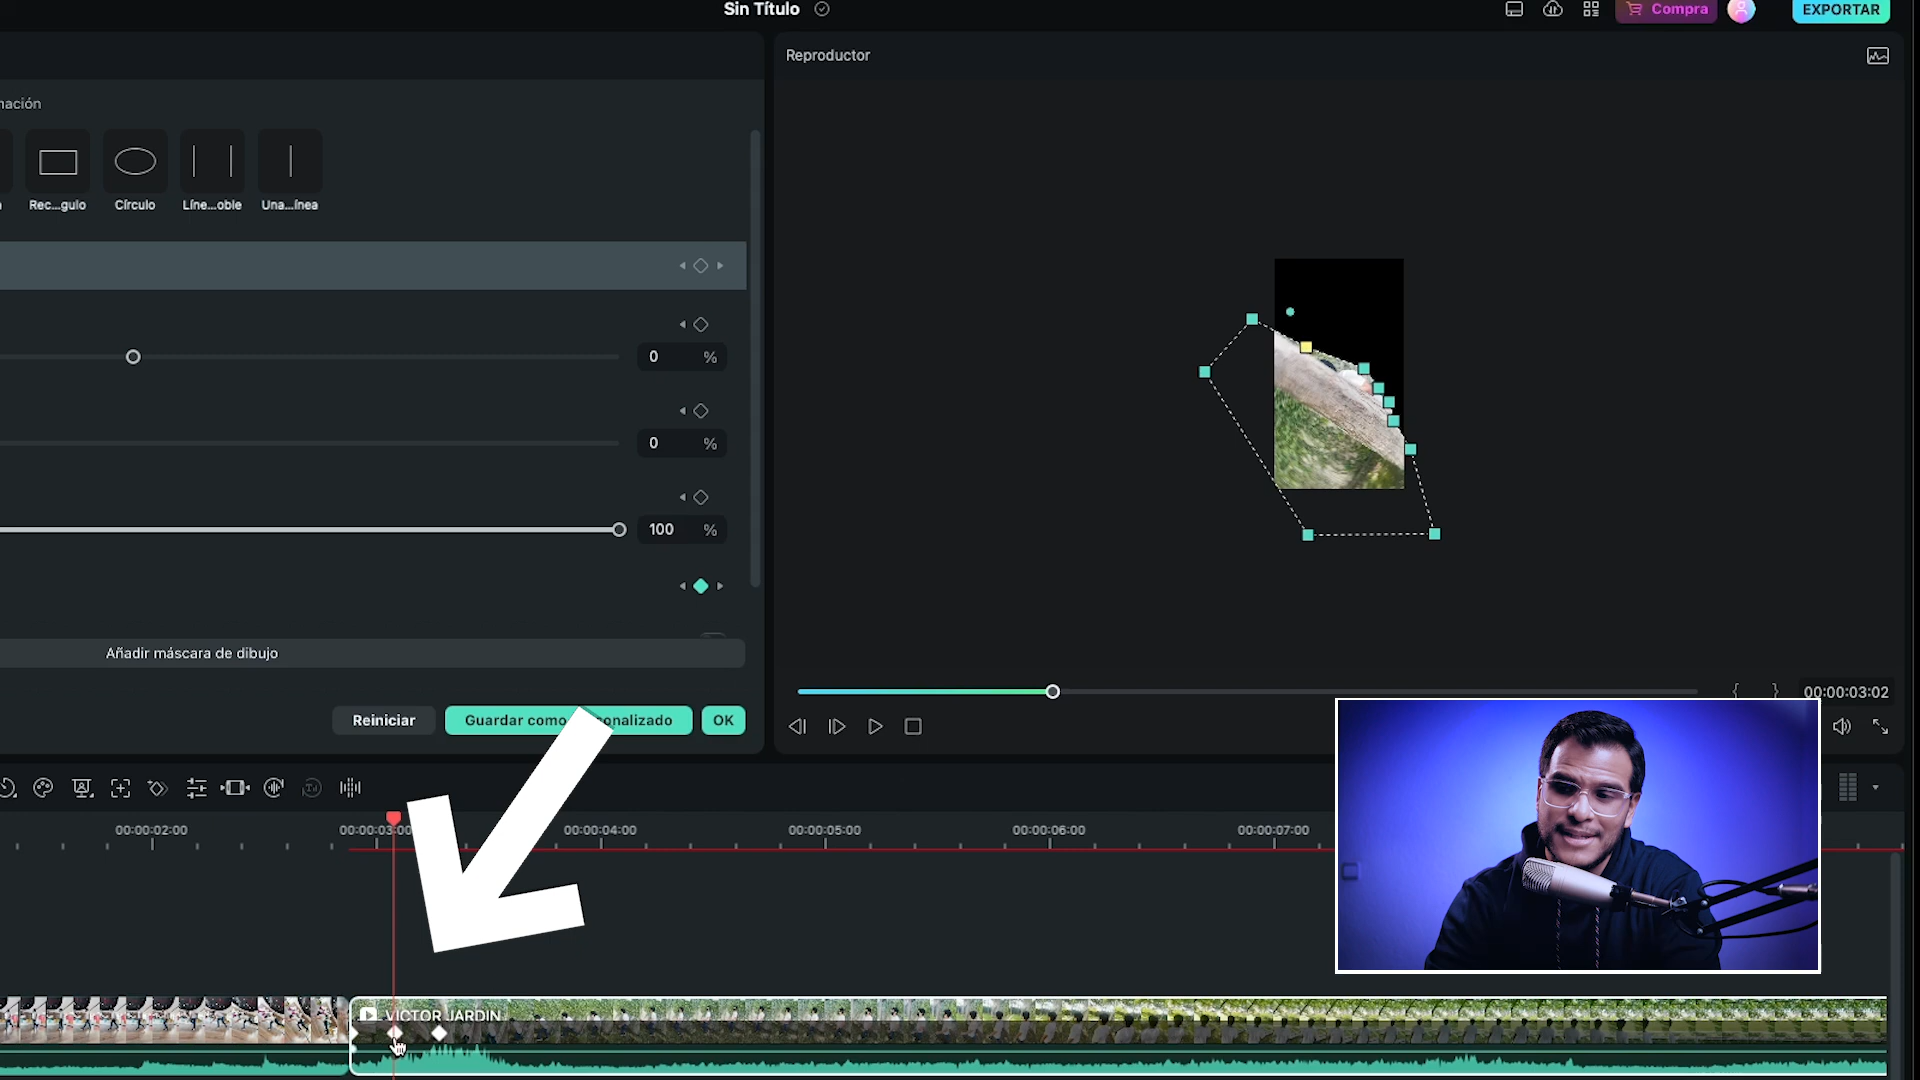 Sin Título
Compra
EXPORTAR
Reproductor
mación
Rec...gulo
Círculo
Líne...oble
Una...ínea
0 %
0 %
100 %
Añadir máscara de dibujo
Reiniciar
Guardar como
onalizado
OK
00:00:03:02
00:00:02:00
00:00:03:00
00:00:04:00
00:00:05:00
00:00:06:00
00:00:07:00
VICTOR JARDIN